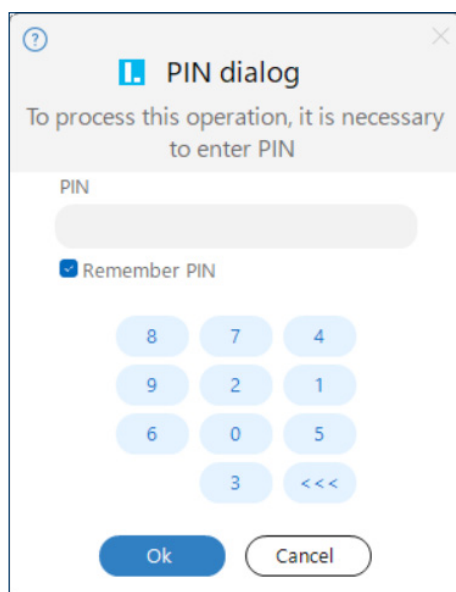 ?
I. PIN dialog
To process this operation, it is necessary
to enter PIN
PIN
Remember PIN
8 7 4
9 2 1
6 0 5
3 <<<
Ok Cancel